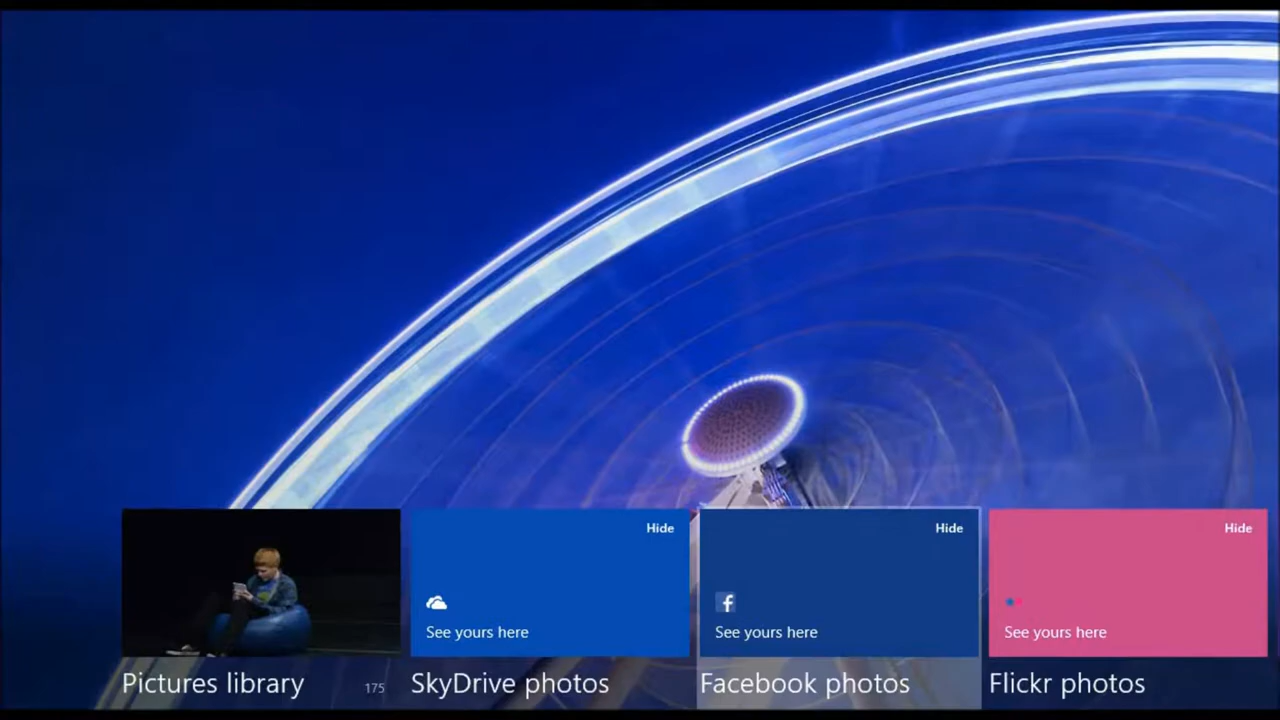 Hide
Hide
Hide
See yours here
See yours here
See yours here
Pictures library 175
SkyDrive photos
Facebook photos
Flickr photos